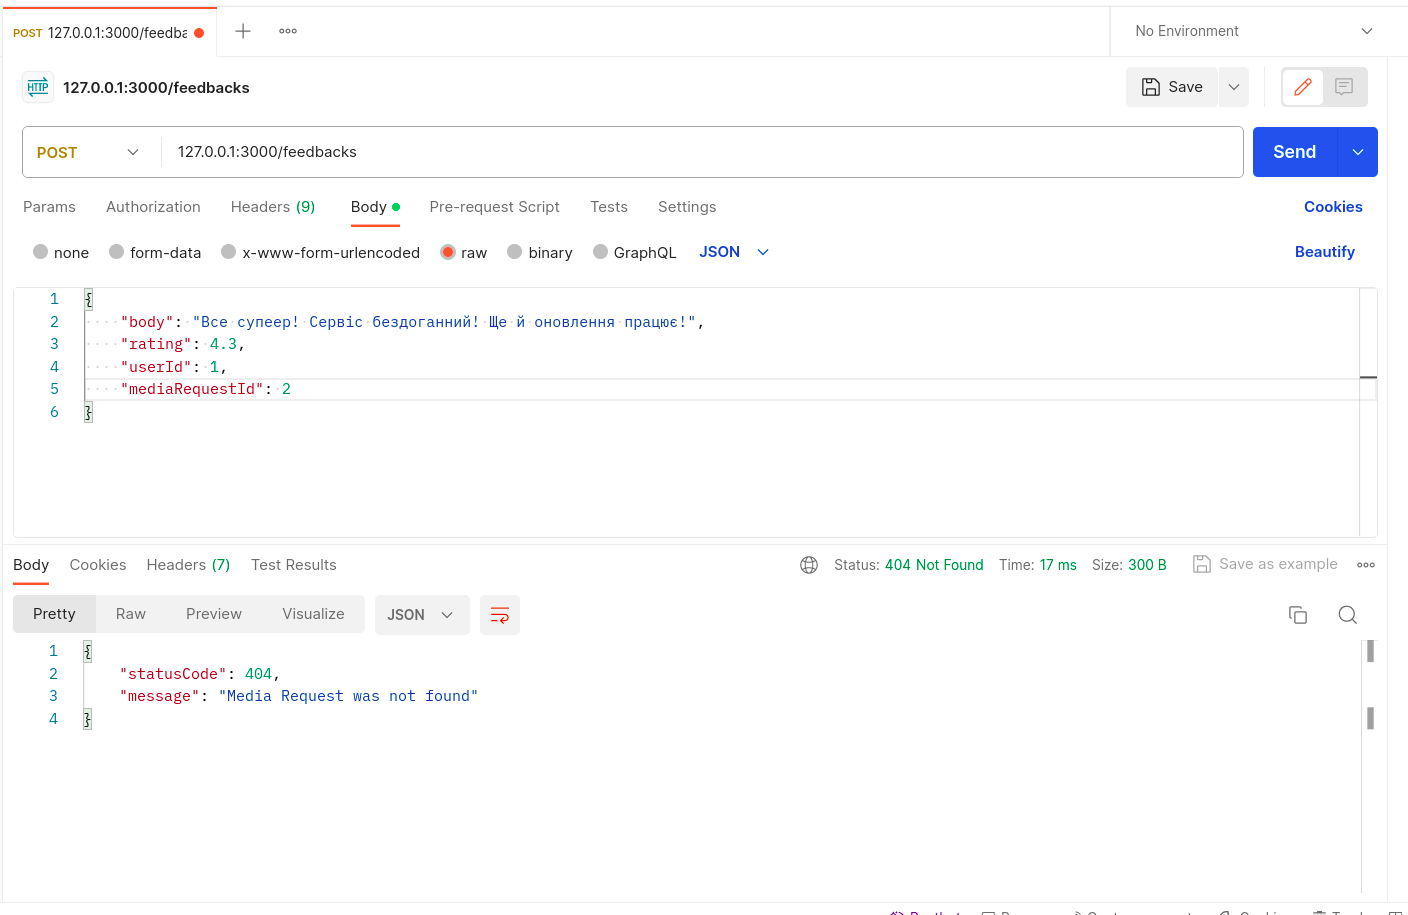 POST 127.0.0.1:3000/feedba
No Environment
HTTP 127.0.0.1:3000/feedbacks
Save
POST 127.0.0.1:3000/feedbacks
Send
Params Authorization Headers (9) Body Pre-request Script Tests Settings Cookies
none form-data x-www-form-urlencoded raw binary GraphQL JSON Beautify
1 {
2 "body": "Все супеер! Сервіс бездоганний! Ще й оновлення працює!",
3 "rating": 4.3,
4 "userId": 1,
5 "mediaRequestId": 2
6 }
Body Cookies Headers (7) Test Results Status: 404 Not Found Time: 17 ms Size: 300 B Save as example
Pretty Raw Preview Visualize JSON
1 {
2 "statusCode": 404,
3 "message": "Media Request was not found"
4 }